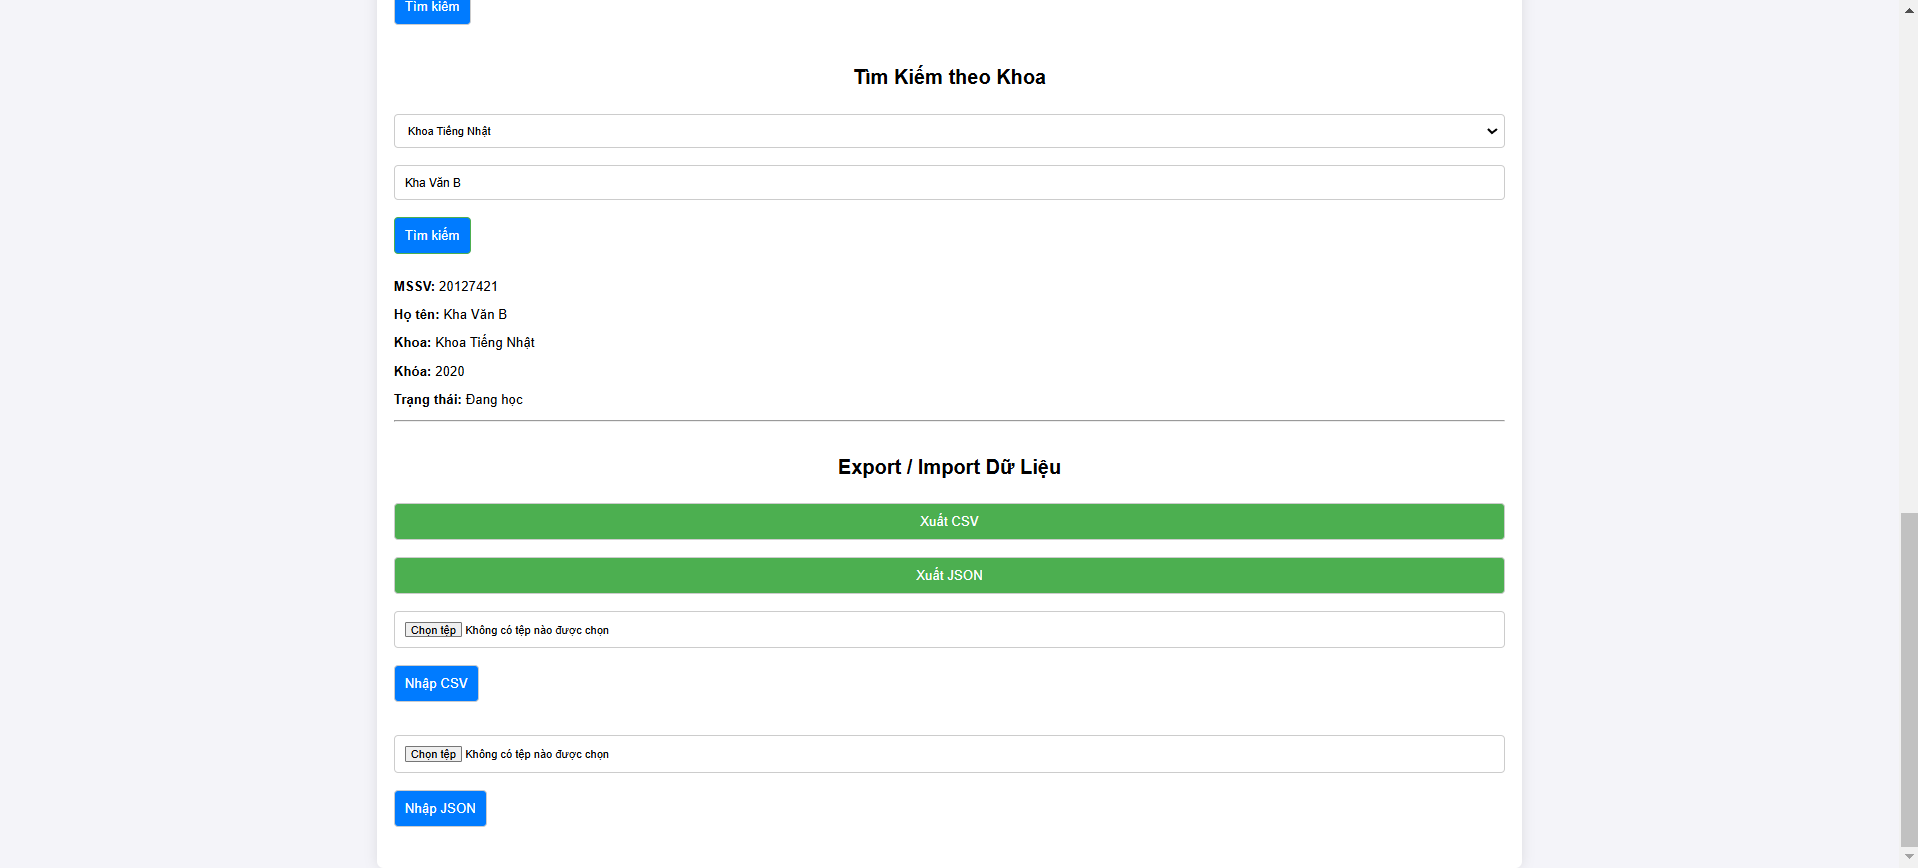 Tìm kiếm
Tìm Kiếm theo Khoa
Khoa Tiếng Nhật
Kha Văn B
Tìm kiếm
MSSV: 20127421
Họ tên: Kha Văn B
Khoa: Khoa Tiếng Nhật
Khóa: 2020
Trạng thái: Đang học
Export / Import Dữ Liệu
Xuất CSV
Xuất JSON
Chọn tệp Không có tệp nào được chọn
Nhập CSV
Chọn tệp Không có tệp nào được chọn
Nhập JSON